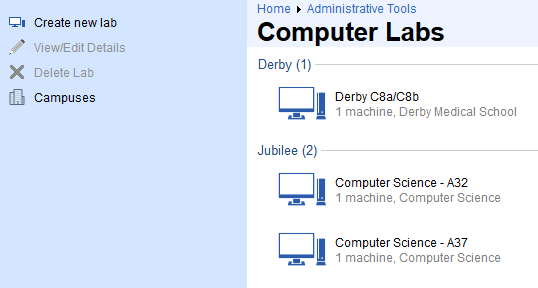 Create new lab
View/Edit Details
Delete Lab
Campuses
Home Administrative Tools
Computer Labs
Derby (1)
Derby C8a/C8b
1 machine, Derby Medical School
Jubilee (2)
Computer Science - A32
1 machine, Computer Science
Computer Science - A37
1 machine, Computer Science